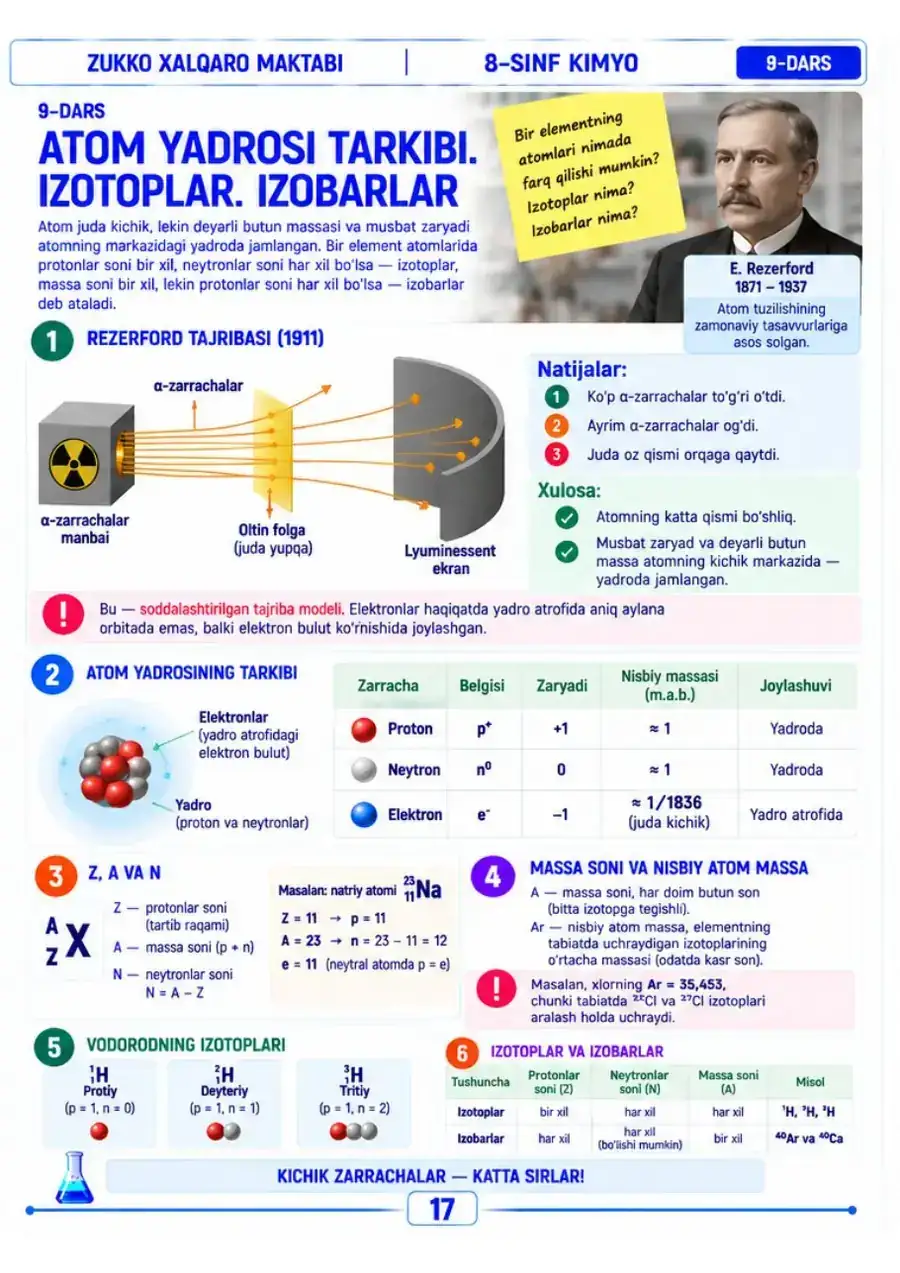 ZUKKO XALQARO MAKTABI | 8–SINF KIMYO
9–DARS
9–DARS
ATOM YADROSI TARKIBI.
IZOTOPLAR. IZOBARLAR
Atom juda kichik, lekin deyarli butun massasi va musbat zaryadi
atomning markazidagi yadroda jamlangan. Bir element atomlarida
protonlar soni bir xil, neytronlar soni har xil bo'lsa — izotoplar,
massa soni bir xil, lekin protonlar soni har xil bo'lsa — izobarlar
deb ataladi.
Bir elementning
atomlari nimada
farq qilishi mumkin?
Izotoplar nima?
Izobarlar nima?
E. Rezerford
1871 – 1937
Atom tuzilishining
zamonaviy tasavvurlariga
asos solgan.
1 REZERFORD TAJRIBASI (1911)
α-zarrachalar
α-zarrachalar
manbai
Oltin folga
(juda yupqa)
Lyuminessent
ekran
Natijalar:
1 Ko'p α-zarrachalar to'g'ri o'tdi.
2 Ayrim α-zarrachalar og'di.
3 Juda oz qismi orqaga qaytdi.
Xulosa:
Atomning katta qismi bo'shliq.
Musbat zaryad va deyarli butun
massa atomning kichik markazida —
yadroda jamlangan.
! Bu — soddalashtirilgan tajriba modeli. Elektronlar haqiqatda yadro atrofida aniq aylana
orbitada emas, balki elektron bulut ko'rnishida joylashgan.
2 ATOM YADROSINING TARKIBI
Elektronlar
(yadro atrofidagi
elektron bulut)
Yadro
(proton va neytronlar)
Zarracha Belgisi Zaryadi Nisbiy massasi (m.a.b.) Joylashuvi
Proton p⁺ +1 ≈ 1 Yadroda
Neytron n⁰ 0 ≈ 1 Yadroda
Elektron e⁻ –1 ≈ 1/1836 (juda kichik) Yadro atrofida
3 Z, A VA N
A
Z X
Z — protonlar soni
(tartib raqami)
A — massa soni (p + n)
N — neytronlar soni
N = A – Z
Masalan: natriy atomi ²³₁₁Na
Z = 11 → p = 11
A = 23 → n = 23 – 11 = 12
e = 11 (neytral atomda p = e)
4 MASSA SONI VA NISBIY ATOM MASSA
A — massa soni, har doim butun son
(bitta izotopga tegishli).
Ar — nisbiy atom massa, elementning
tabiatda uchraydigan izotoplarining
o'rtacha massasi (odatda kasr son).
! Masalan, xlorning Ar = 35,453,
chunki tabiatda Cl va Cl izotoplari
aralash holda uchraydi.
5 VODORODNING IZOTOPLARI
¹₁H
Protiy
(p = 1, n = 0)
²₁H
Deyteriy
(p = 1, n = 1)
³₁H
Tritiy
(p = 1, n = 2)
6 IZOTOPLAR VA IZOBARLAR
Tushuncha Protonlar soni (Z) Neytronlar soni (N) Massa soni (A) Misol
Izotoplar bir xil har xil har xil ¹H, H, ³H
Izobarlar har xil har xil (bo'lishi mumkin) bir xil ⁴⁰Ar va ⁴⁰Ca
KICHIK ZARRACHALAR — KATTA SIRLAR!
17